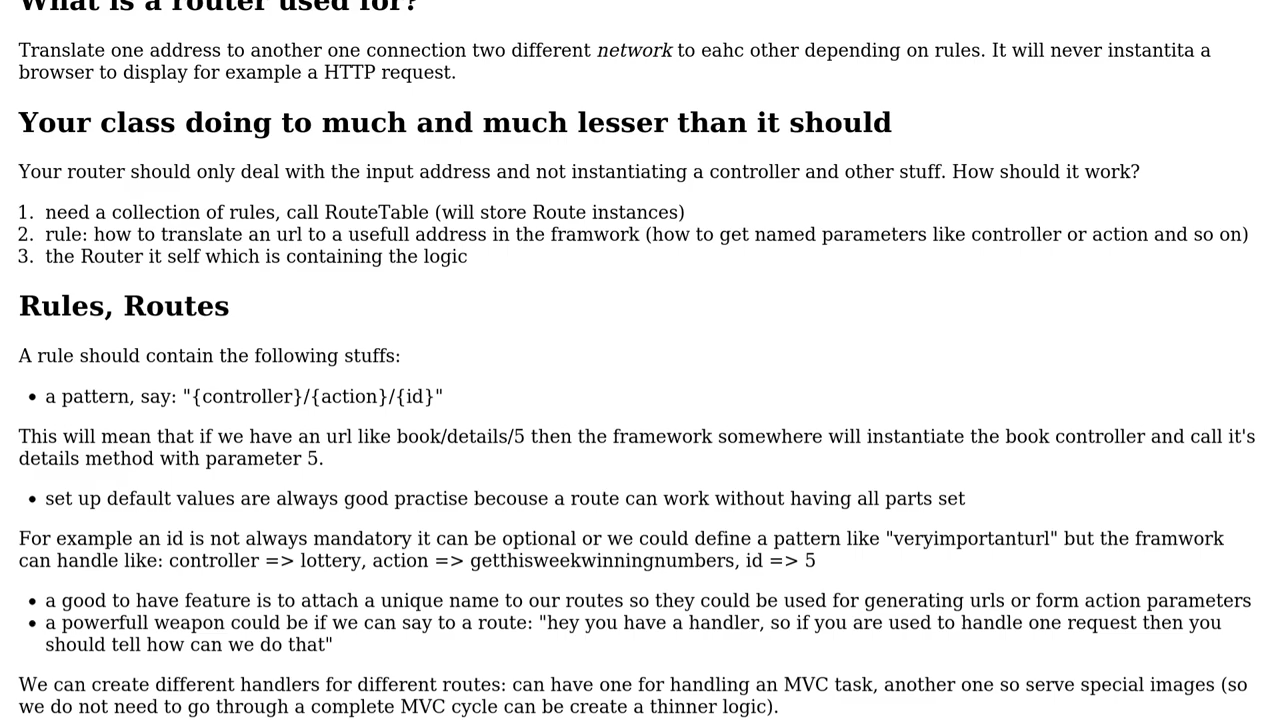 What is a router used for?
Translate one address to another one connection two different network to eahc other depending on rules. It will never instantita a
browser to display for example a HTTP request.
Your class doing to much and much lesser than it should
Your router should only deal with the input address and not instantiating a controller and other stuff. How should it work?
1. need a collection of rules, call RouteTable (will store Route instances)
2. rule: how to translate an url to a usefull address in the framwork (how to get named parameters like controller or action and so on)
3. the Router it self which is containing the logic
Rules, Routes
A rule should contain the following stuffs:
• a pattern, say: "{controller}/{action}/{id}"
This will mean that if we have an url like book/details/5 then the framework somewhere will instantiate the book controller and call it's
details method with parameter 5.
• set up default values are always good practise becouse a route can work without having all parts set
For example an id is not always mandatory it can be optional or we could define a pattern like "veryimportanturl" but the framwork
can handle like: controller => lottery, action => getthisweekwinningnumbers, id => 5
• a good to have feature is to attach a unique name to our routes so they could be used for generating urls or form action parameters
• a powerfull weapon could be if we can say to a route: "hey you have a handler, so if you are used to handle one request then you
should tell how can we do that"
We can create different handlers for different routes: can have one for handling an MVC task, another one so serve special images (so
we do not need to go through a complete MVC cycle can be create a thinner logic).